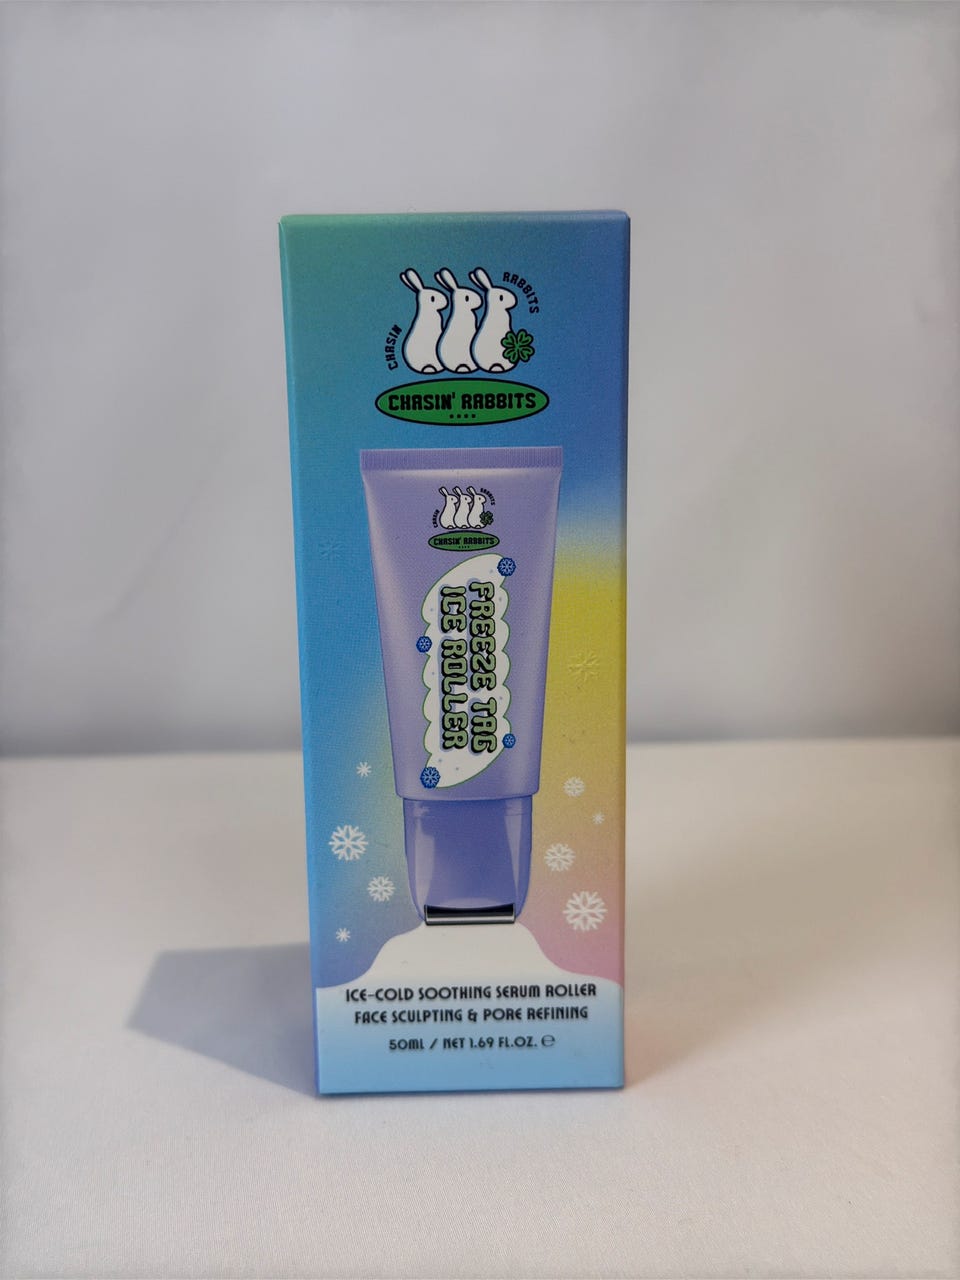 CHASIN RABBITS
CHASIN' RABBITS
CHASIN RABBITS
CHASIN' RABBITS
FREEZE TAG
ICE ROLLER
ICE-COLD SOOTHING SERUM ROLLER
FACE SCULPTING & PORE REFINING
50ML / NET 1.69 FL.OZ. ℮